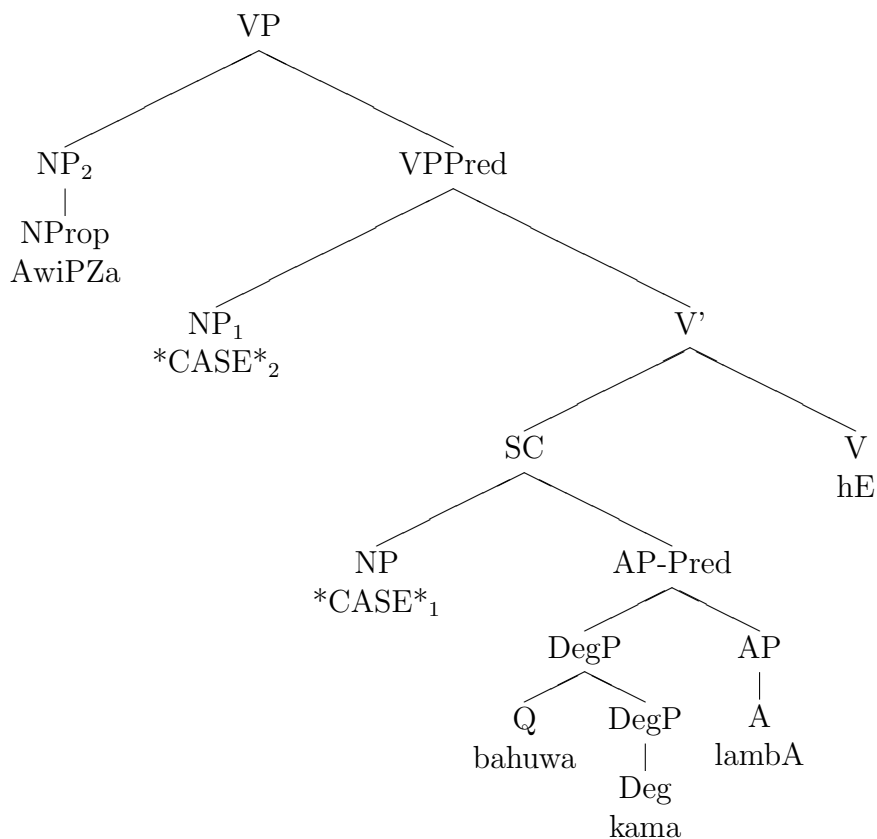 VP
NP₂ VPPred
NProp
AwiPZa
NP₁ V'
*CASE*₂
SC V
hE
NP AP-Pred
*CASE*₁
DegP AP
Q DegP A
bahuwa lambA
Deg
kama